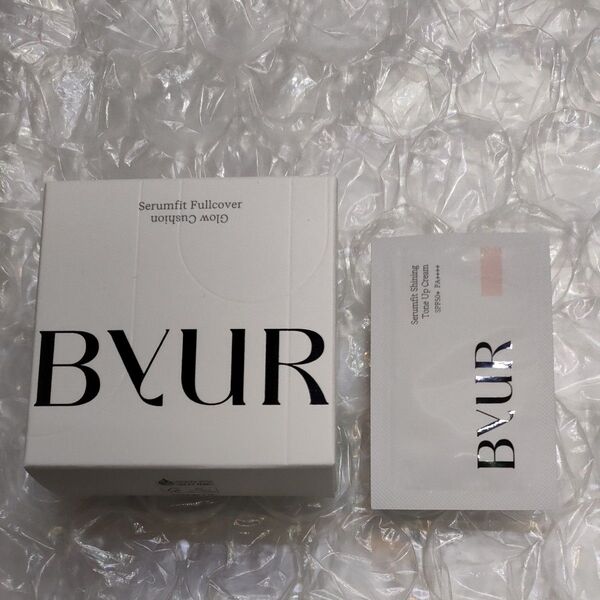 Serumfit Fullcover
Glow Cushion
BYUR
Serumfit Shining
Tone Up Cream
SPF50+ PA++++
BYUR